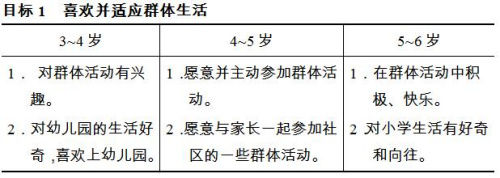 目标 1　喜欢并适应群体生活
3~4 岁
4~5 岁
5~6 岁
1． 对群体活动有兴
趣。
2．对幼儿园的生活好
奇，喜欢上幼儿园。
1 .愿意并主动参加群体活
动。
2 .愿意与家长一起参加社
区的一些群体活动。
1 .在群体活动中积
极、快乐。
2 .对小学生活有好奇
和向往。